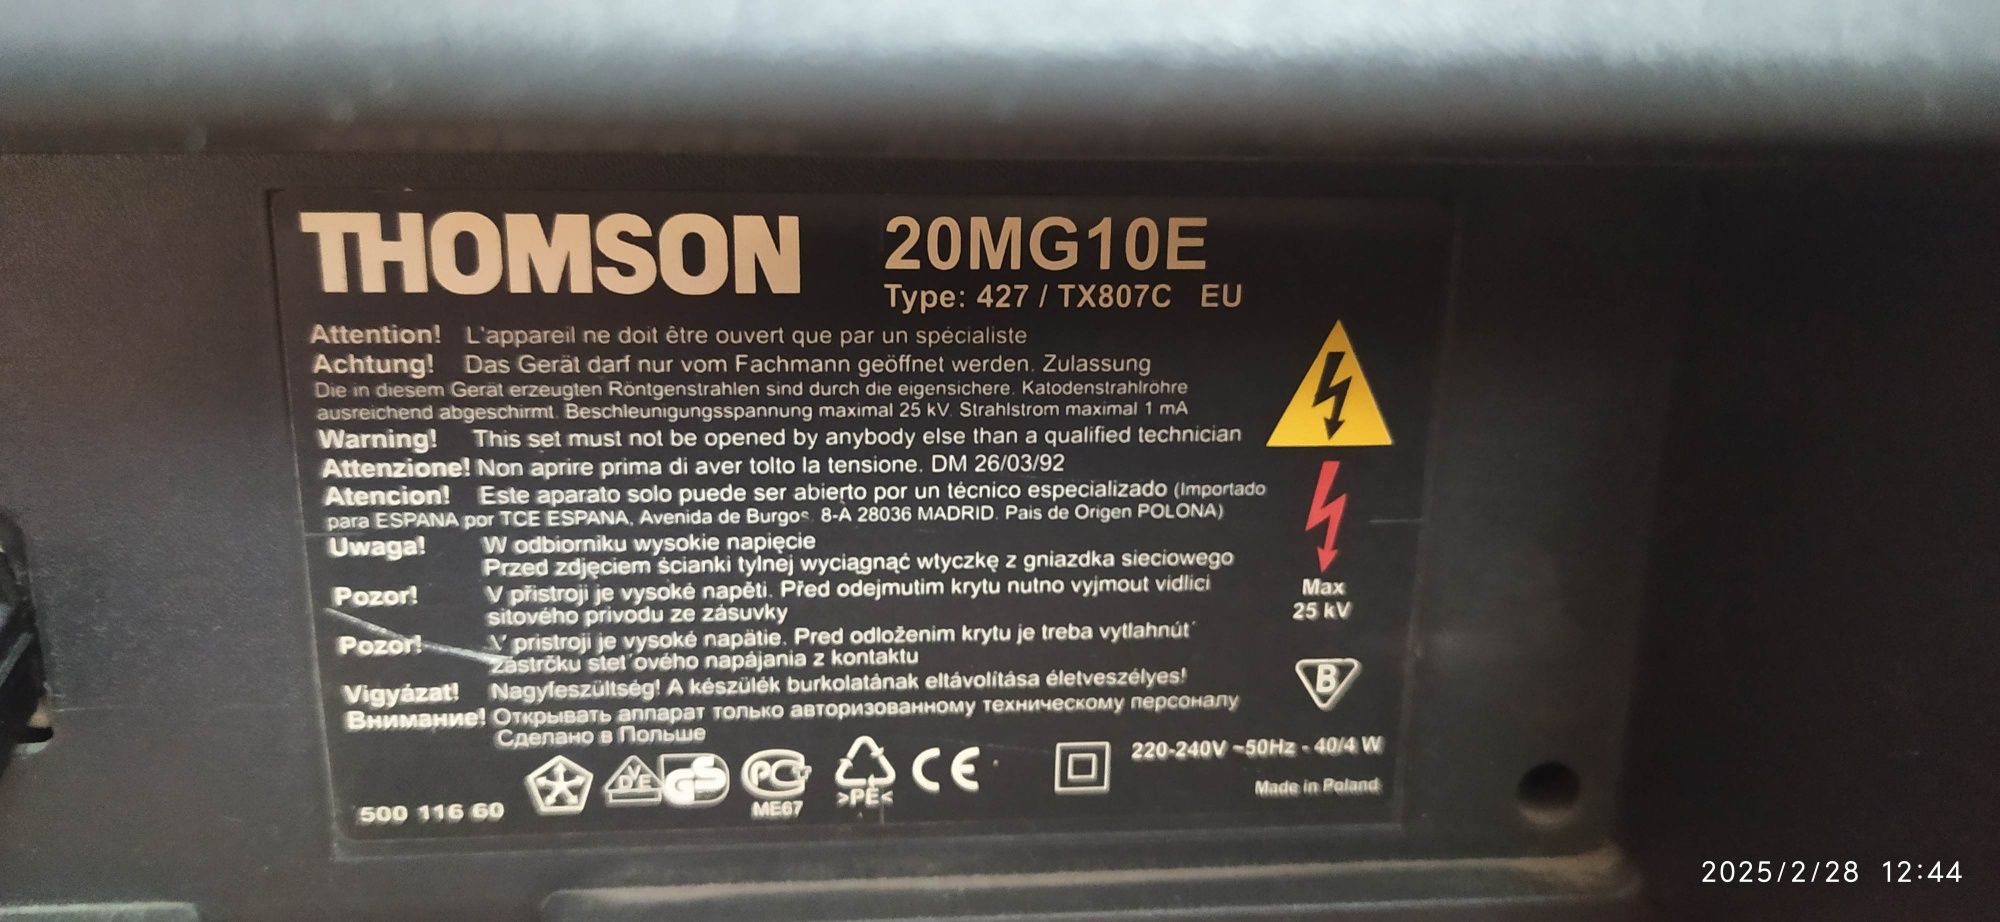 THOMSON 20MG10E
Type: 427 / TX807C EU
Attention! L'appareil ne doit être ouvert que par un spécialiste
Achtung! Das Gerät darf nur vom Fachmann geöffnet werden. Zulassung
Die in diesem Gerät erzeugten Röntgenstrahlen sind durch die eigensichere. Katodenstrahlröhre
ausreichend abgeschirmt. Beschleunigungsspannung maximal 25 kV. Strahlstrom maximal 1 mA
Warning! This set must not be opened by anybody else than a qualified technician
Attenzione! Non aprire prima di aver tolto la tensione. DM 26/03/92
Atencion! Este aparato solo puede ser abierto por un técnico especializado (Importado
para ESPANA por TCE ESPANA, Avenida de Burgos. 8-A 28036 MADRID. Pais de Origen POLONA)
Uwaga! W odbiorniku wysokie napięcie
Przed zdjęciem ścianki tylnej wyciągnąć wtyczkę z gniazdka sieciowego
Pozor! V přistroji je vysoké napěti. Před odejmutim krytu nutno vyjmout vidlici
sitového privodu ze zásuvky
Pozor! V pristroji je vysoké napätie. Pred odloženim krytu je treba vytlahnút'
zástrčku stet'ového napájania z kontaktu
Vigyázat! Nagyfeszültség! A készülék burkolatának eltávolítása életveszélyes!
Внимание! Открывать аппарат только авторизованному техническому персоналу
Сделано в Польше
Max
25 kV
B
500 116 60
VDE GS
PCT
ME67
>PE<
CE
220-240V ~50Hz - 40/4 W
Made in Poland
2025/2/28 12:44